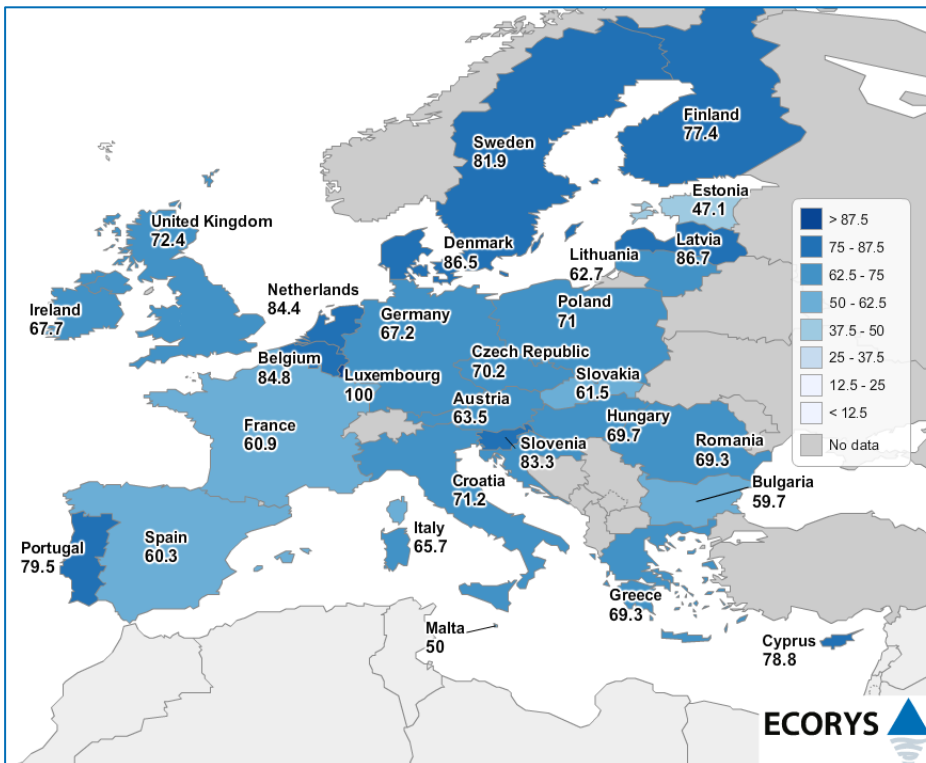 Finland
77.4
Sweden
81.9
Estonia
47.1
United Kingdom
72.4
> 87.5
75 - 87.5
62.5 - 75
50 - 62.5
37.5 - 50
25 - 37.5
12.5 - 25
< 12.5
No data
Denmark
86.5
Latvia
86.7
Lithuania
62.7
Ireland
67.7
Netherlands
84.4
Germany
67.2
Poland
71
Belgium
84.8
Czech Republic
70.2
Luxembourg
100
Slovakia
61.5
Austria
63.5
France
60.9
Hungary
69.7
Romania
69.3
Slovenia
83.3
Croatia
71.2
Bulgaria
59.7
Portugal
79.5
Spain
60.3
Italy
65.7
Greece
69.3
Malta
50
Cyprus
78.8
ECORYS